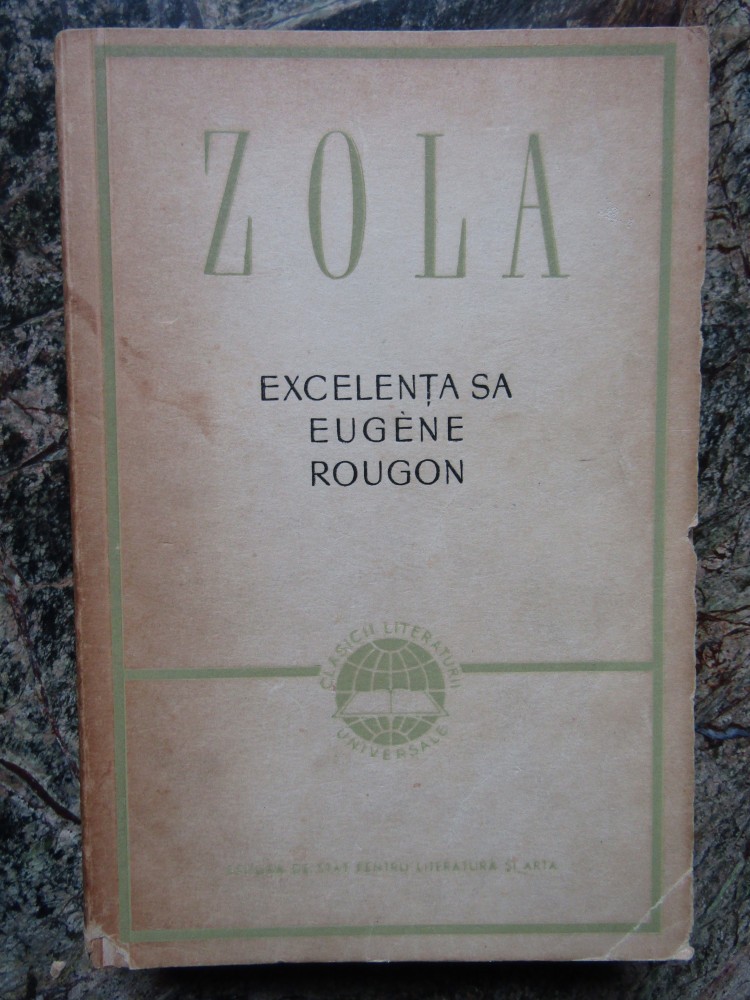 ZOLA
EXCELENȚA SA
EUGÈNE
ROUGON
CLASICII LITERATURII
UNIVERSALE
EDITURA DE STAT PENTRU LITERATURĂ ȘI ARTĂ